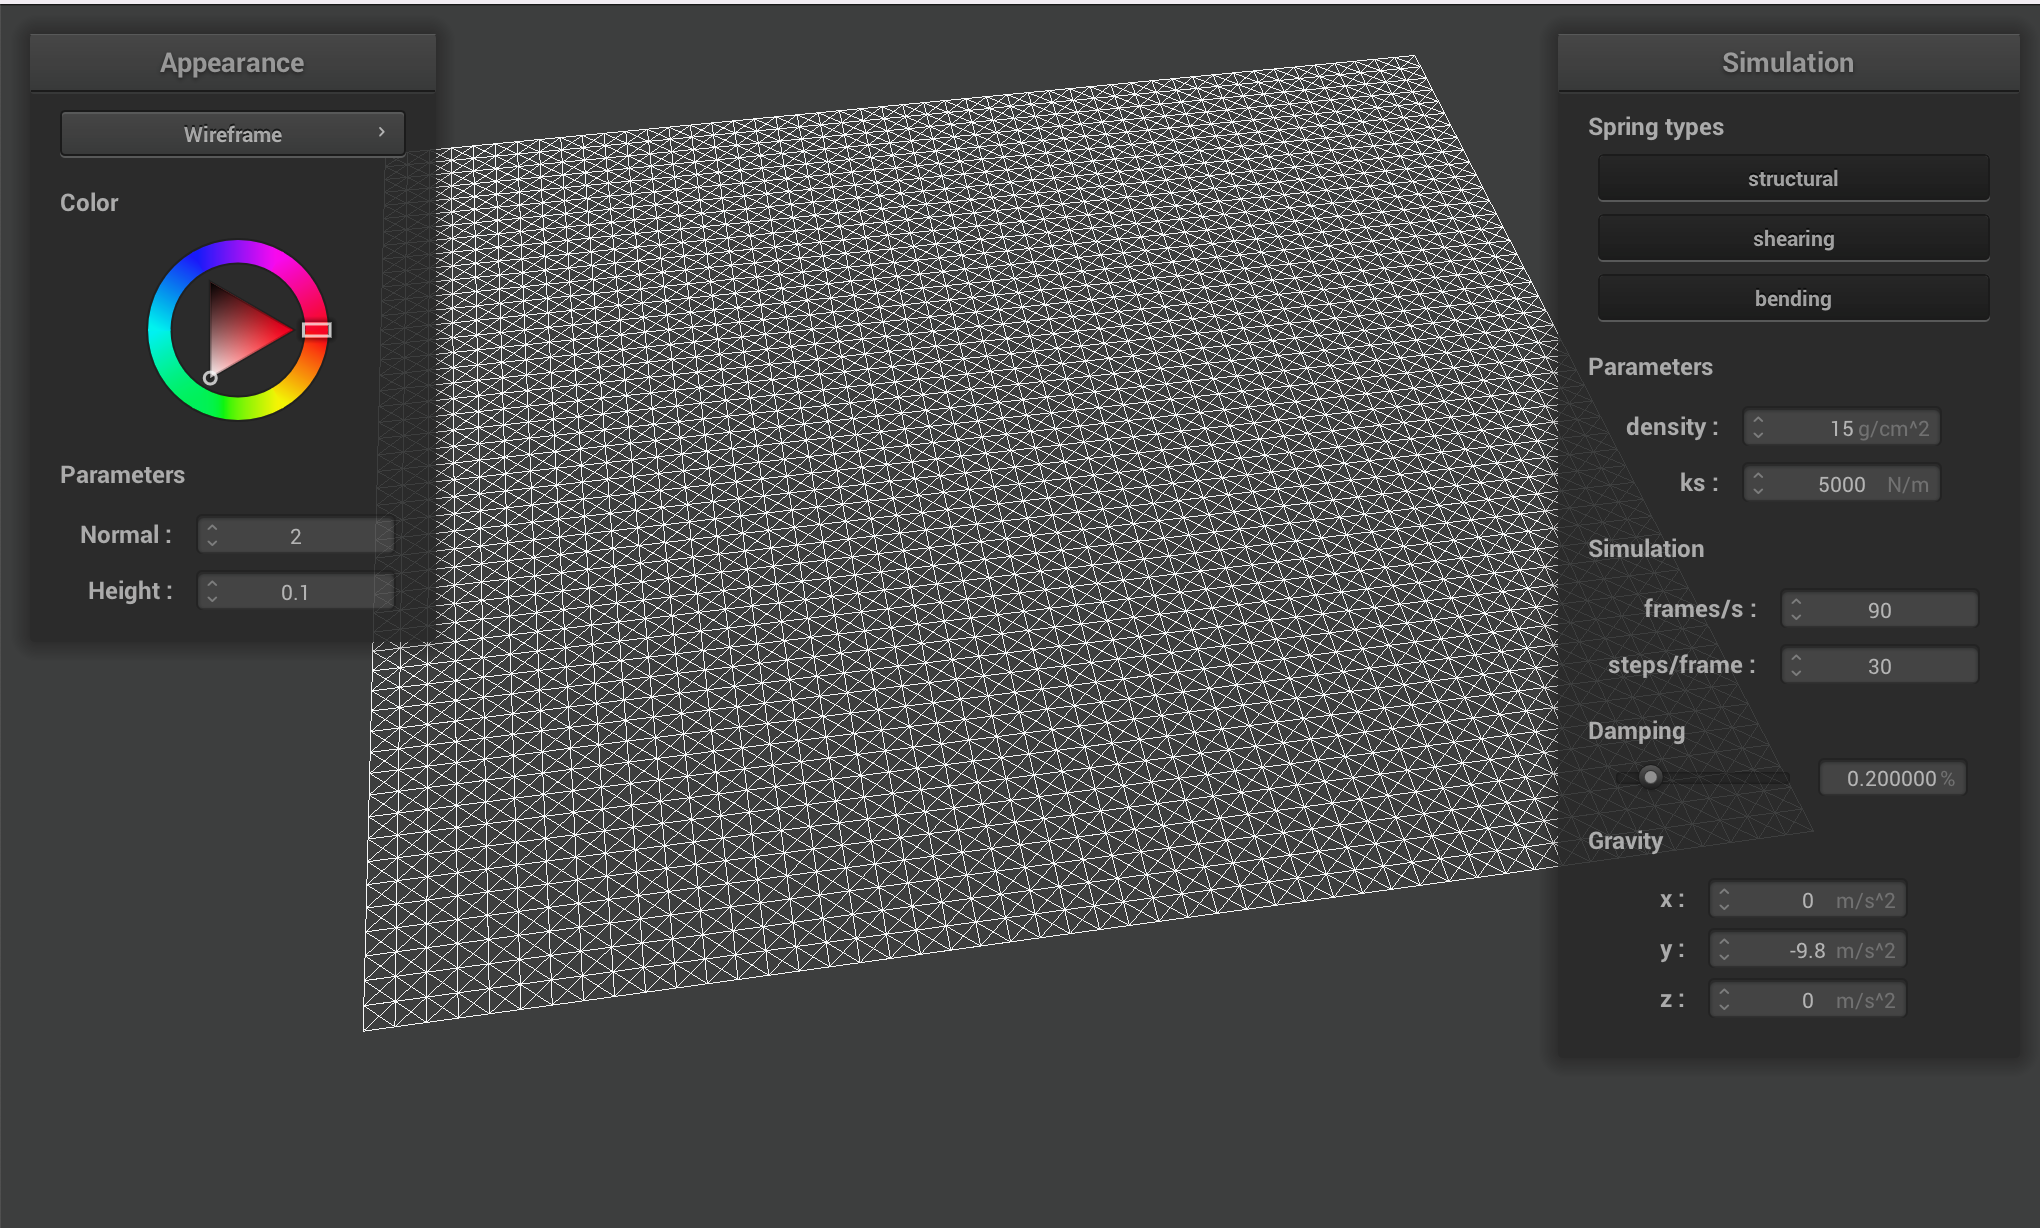 Appearance
Wireframe
Color
Parameters
Normal : 2
Height : 0.1
Simulation
Spring types
structural
shearing
bending
Parameters
density : 15 g/cm^2
ks : 5000 N/m
Simulation
frames/s : 90
steps/frame : 30
Damping
0.200000 %
Gravity
x : 0 m/s^2
y : -9.8 m/s^2
z : 0 m/s^2